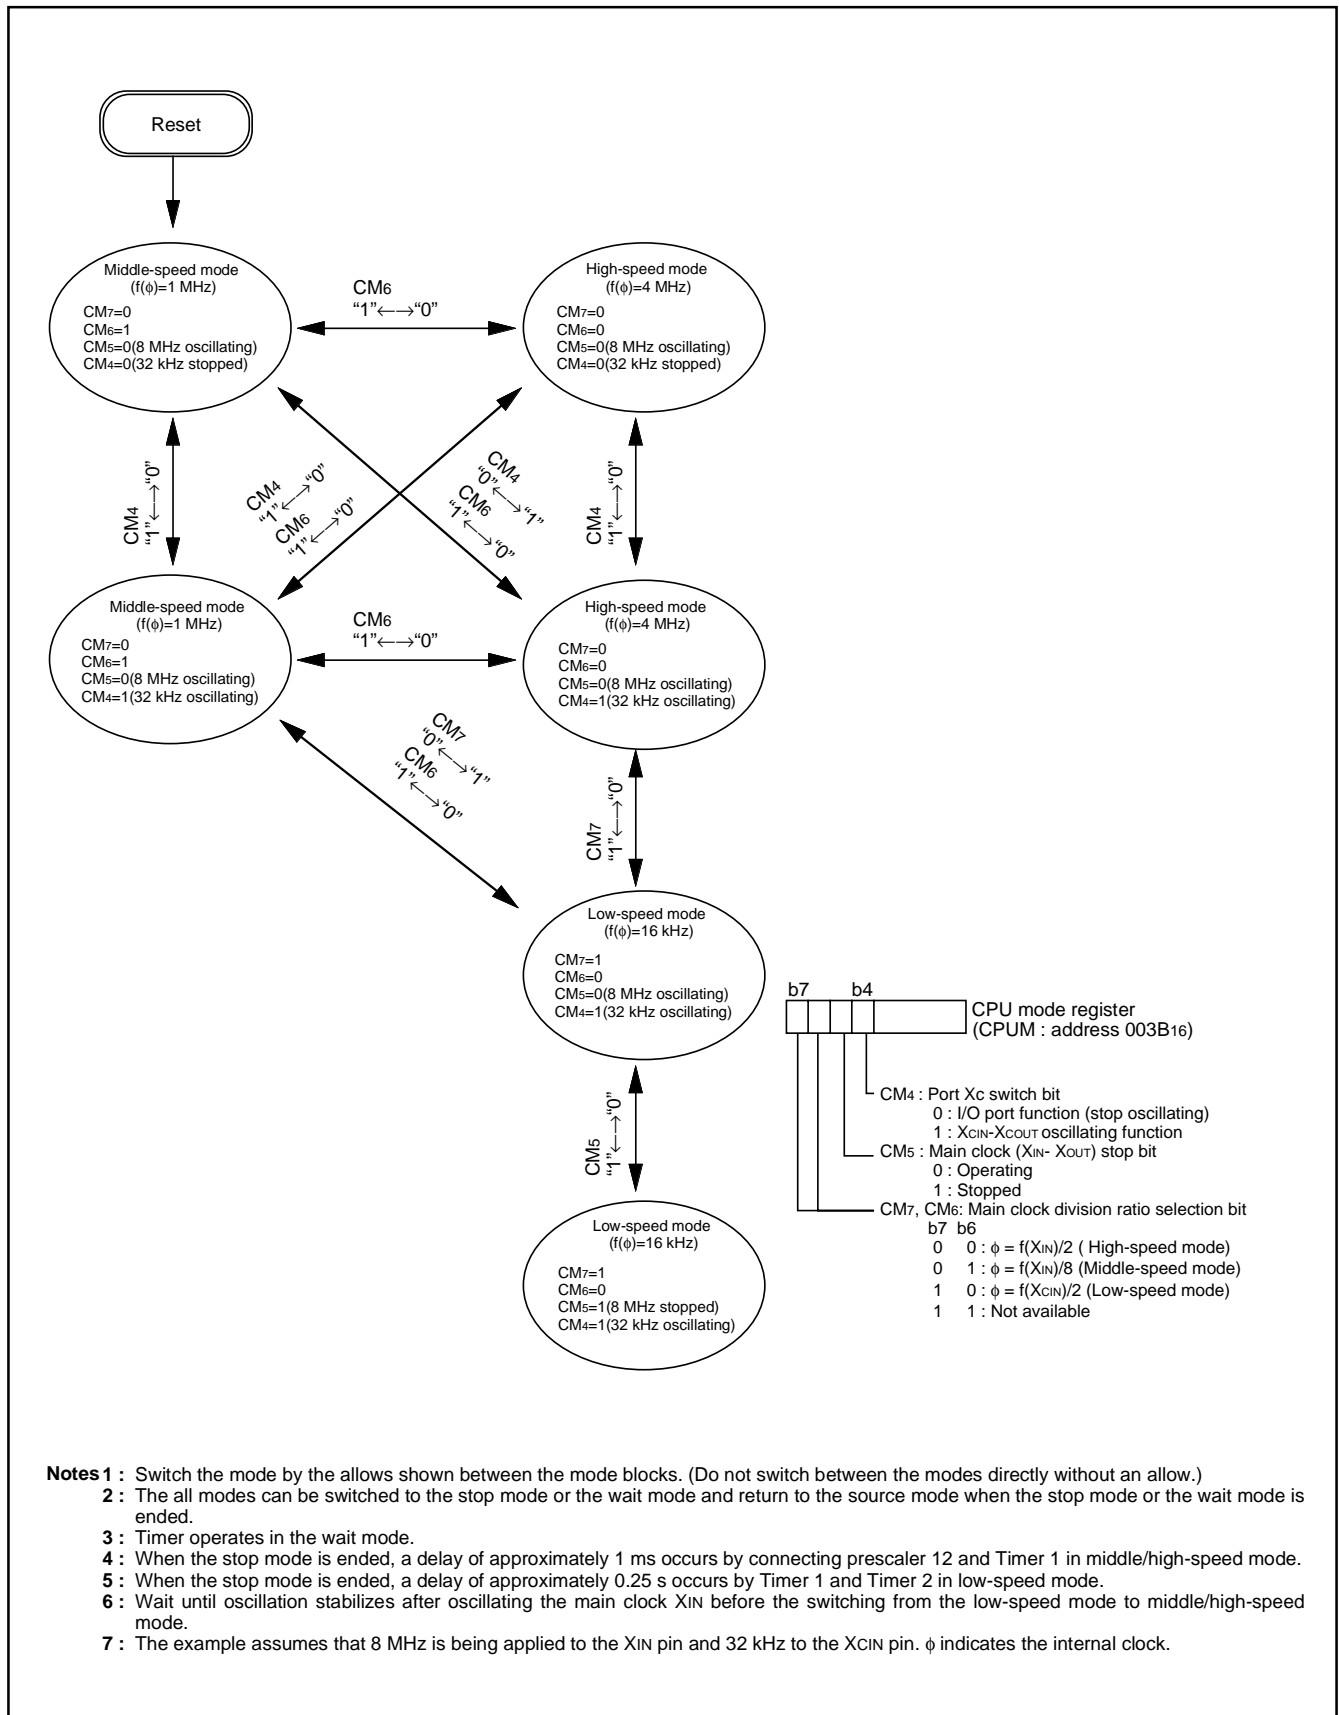 Reset
Middle-speed mode
(f(ϕ)=1 MHz)
CM7=0
CM6=1
CM5=0(8 MHz oscillating)
CM4=0(32 kHz stopped)
CM6
“1”←→“0”
High-speed mode
(f(ϕ)=4 MHz)
CM7=0
CM6=0
CM5=0(8 MHz oscillating)
CM4=0(32 kHz stopped)
CM4
“1”←→“0”
CM4
“1”←→“0”
CM6
“1”←→“0”
CM4
“0”←→“1”
CM6
“1”←→“0”
CM4
“1”←→“0”
Middle-speed mode
(f(ϕ)=1 MHz)
CM7=0
CM6=1
CM5=0(8 MHz oscillating)
CM4=1(32 kHz oscillating)
CM6
“1”←→“0”
High-speed mode
(f(ϕ)=4 MHz)
CM7=0
CM6=0
CM5=0(8 MHz oscillating)
CM4=1(32 kHz oscillating)
CM7
“0”←→“1”
CM6
“1”←→“0”
CM7
“1”←→“0”
Low-speed mode
(f(ϕ)=16 kHz)
CM7=1
CM6=0
CM5=0(8 MHz oscillating)
CM4=1(32 kHz oscillating)
CM5
“1”←→“0”
Low-speed mode
(f(ϕ)=16 kHz)
CM7=1
CM6=0
CM5=1(8 MHz stopped)
CM4=1(32 kHz oscillating)
b7 b4
CPU mode register
(CPUM : address 003B16)
CM4 : Port Xc switch bit
0 : I/O port function (stop oscillating)
1 : XCIN-XCOUT oscillating function
CM5 : Main clock (XIN- XOUT) stop bit
0 : Operating
1 : Stopped
CM7, CM6: Main clock division ratio selection bit
b7 b6
0 0 : ϕ = f(XIN)/2 ( High-speed mode)
0 1 : ϕ = f(XIN)/8 (Middle-speed mode)
1 0 : ϕ = f(XCIN)/2 (Low-speed mode)
1 1 : Not available
Notes 1 : Switch the mode by the allows shown between the mode blocks. (Do not switch between the modes directly without an allow.)
2 : The all modes can be switched to the stop mode or the wait mode and return to the source mode when the stop mode or the wait mode is
ended.
3 : Timer operates in the wait mode.
4 : When the stop mode is ended, a delay of approximately 1 ms occurs by connecting prescaler 12 and Timer 1 in middle/high-speed mode.
5 : When the stop mode is ended, a delay of approximately 0.25 s occurs by Timer 1 and Timer 2 in low-speed mode.
6 : Wait until oscillation stabilizes after oscillating the main clock XIN before the switching from the low-speed mode to middle/high-speed
mode.
7 : The example assumes that 8 MHz is being applied to the XIN pin and 32 kHz to the XCIN pin. ϕ indicates the internal clock.